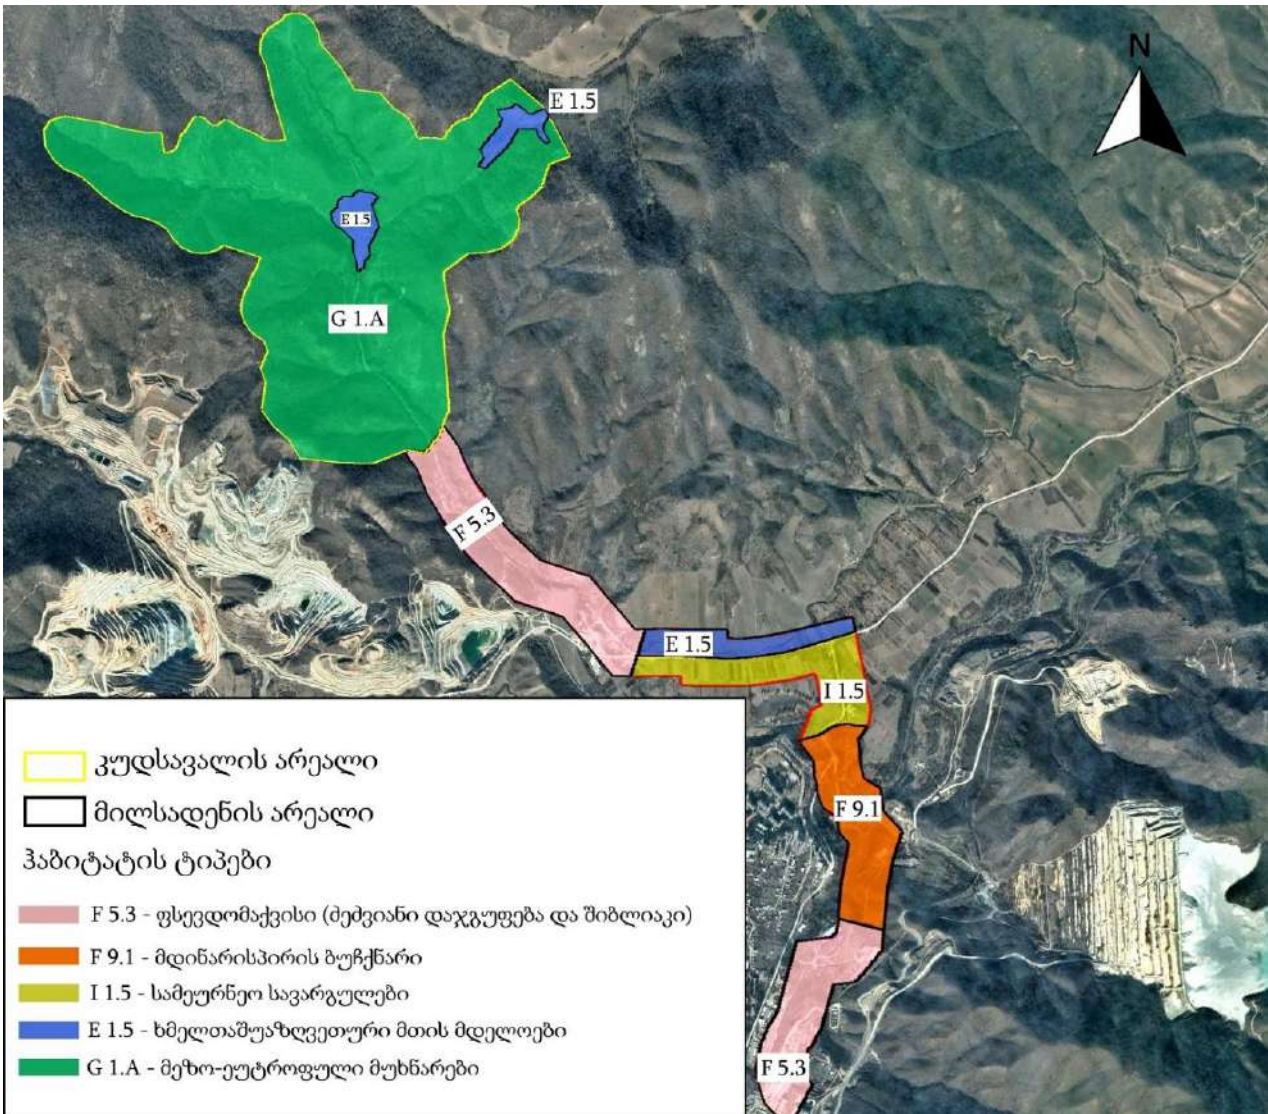 N
E 1.5
E 1.5
G 1.A
F 5.3
E 1.5
I 1.5
F 9.1
F 5.3
კუდსავალის არეალი
მილსადენის არეალი
ჰაბიტატის ტიპები
F 5.3 - ფსევდომაქვისი (ძეძვიანი დაჯგუფება და შიბლიაკი)
F 9.1 - მდინარისპირის ბუჩქნარი
I 1.5 - სამეურნეო სავარგულები
E 1.5 - ხმელთაშუაზღვეთური მთის მდელოები
G 1.A - მეზო-ეუტროფული მუხნარები